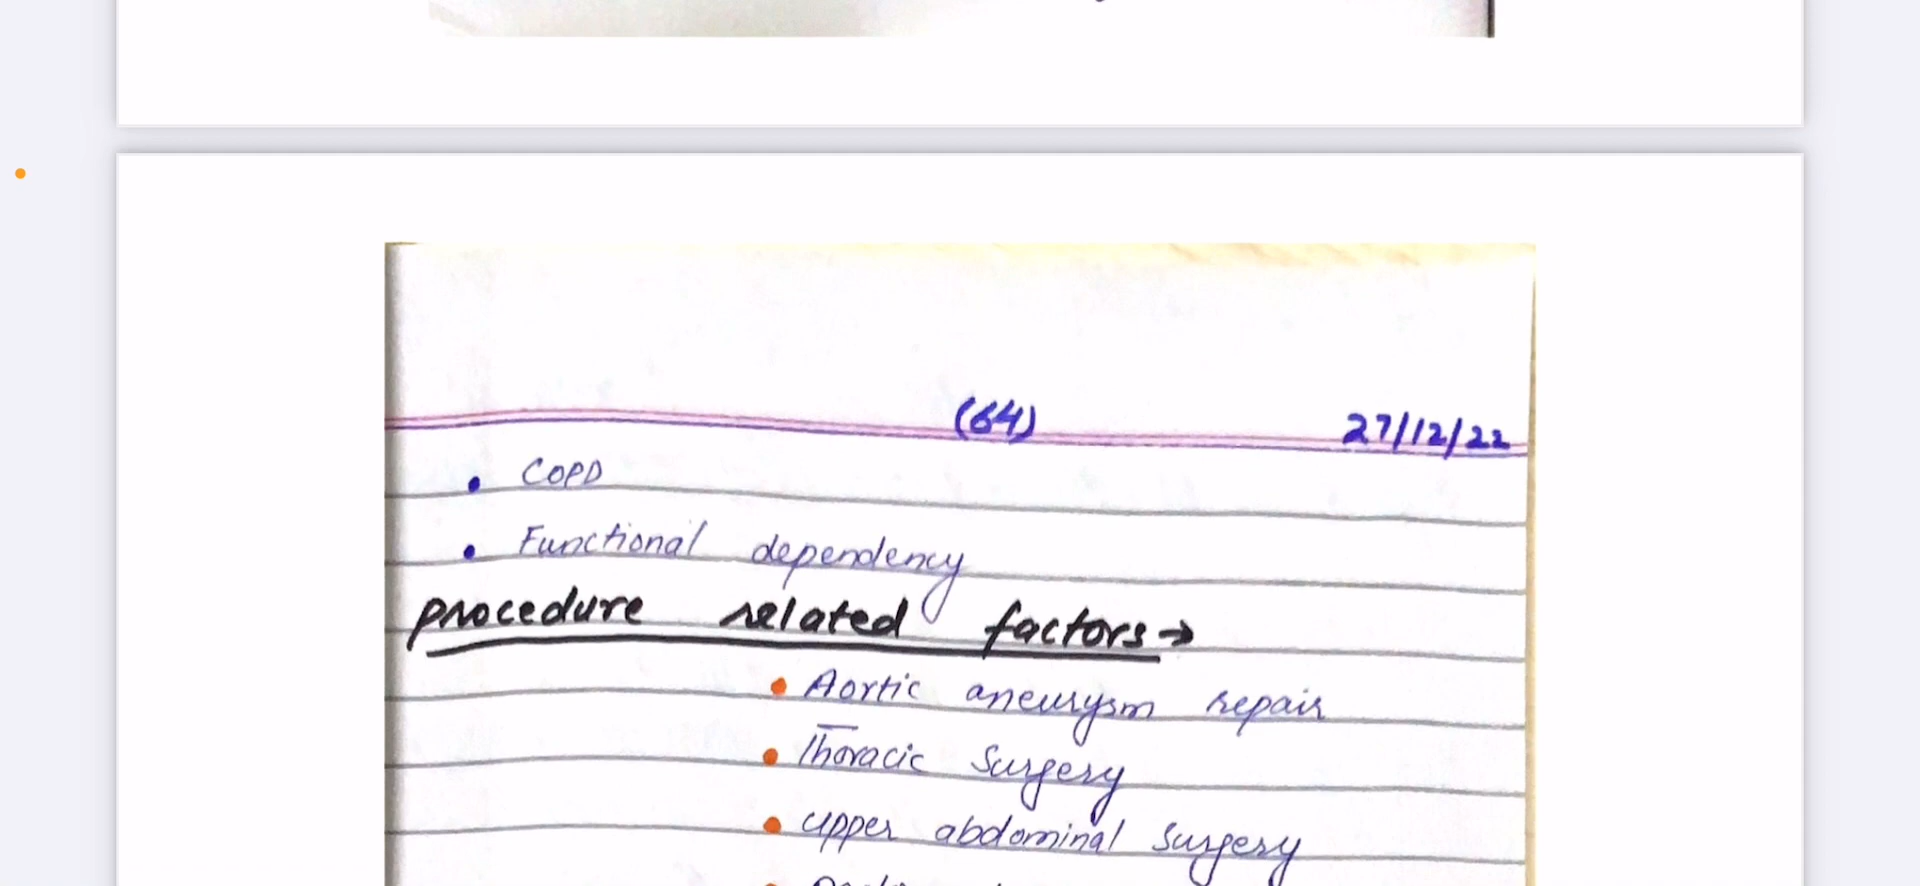 (64) 27/12/22
• COPD
• Functional dependency
procedure related factors →
• Aortic aneurysm repair
• Thoracic surgery
• upper abdominal surgery